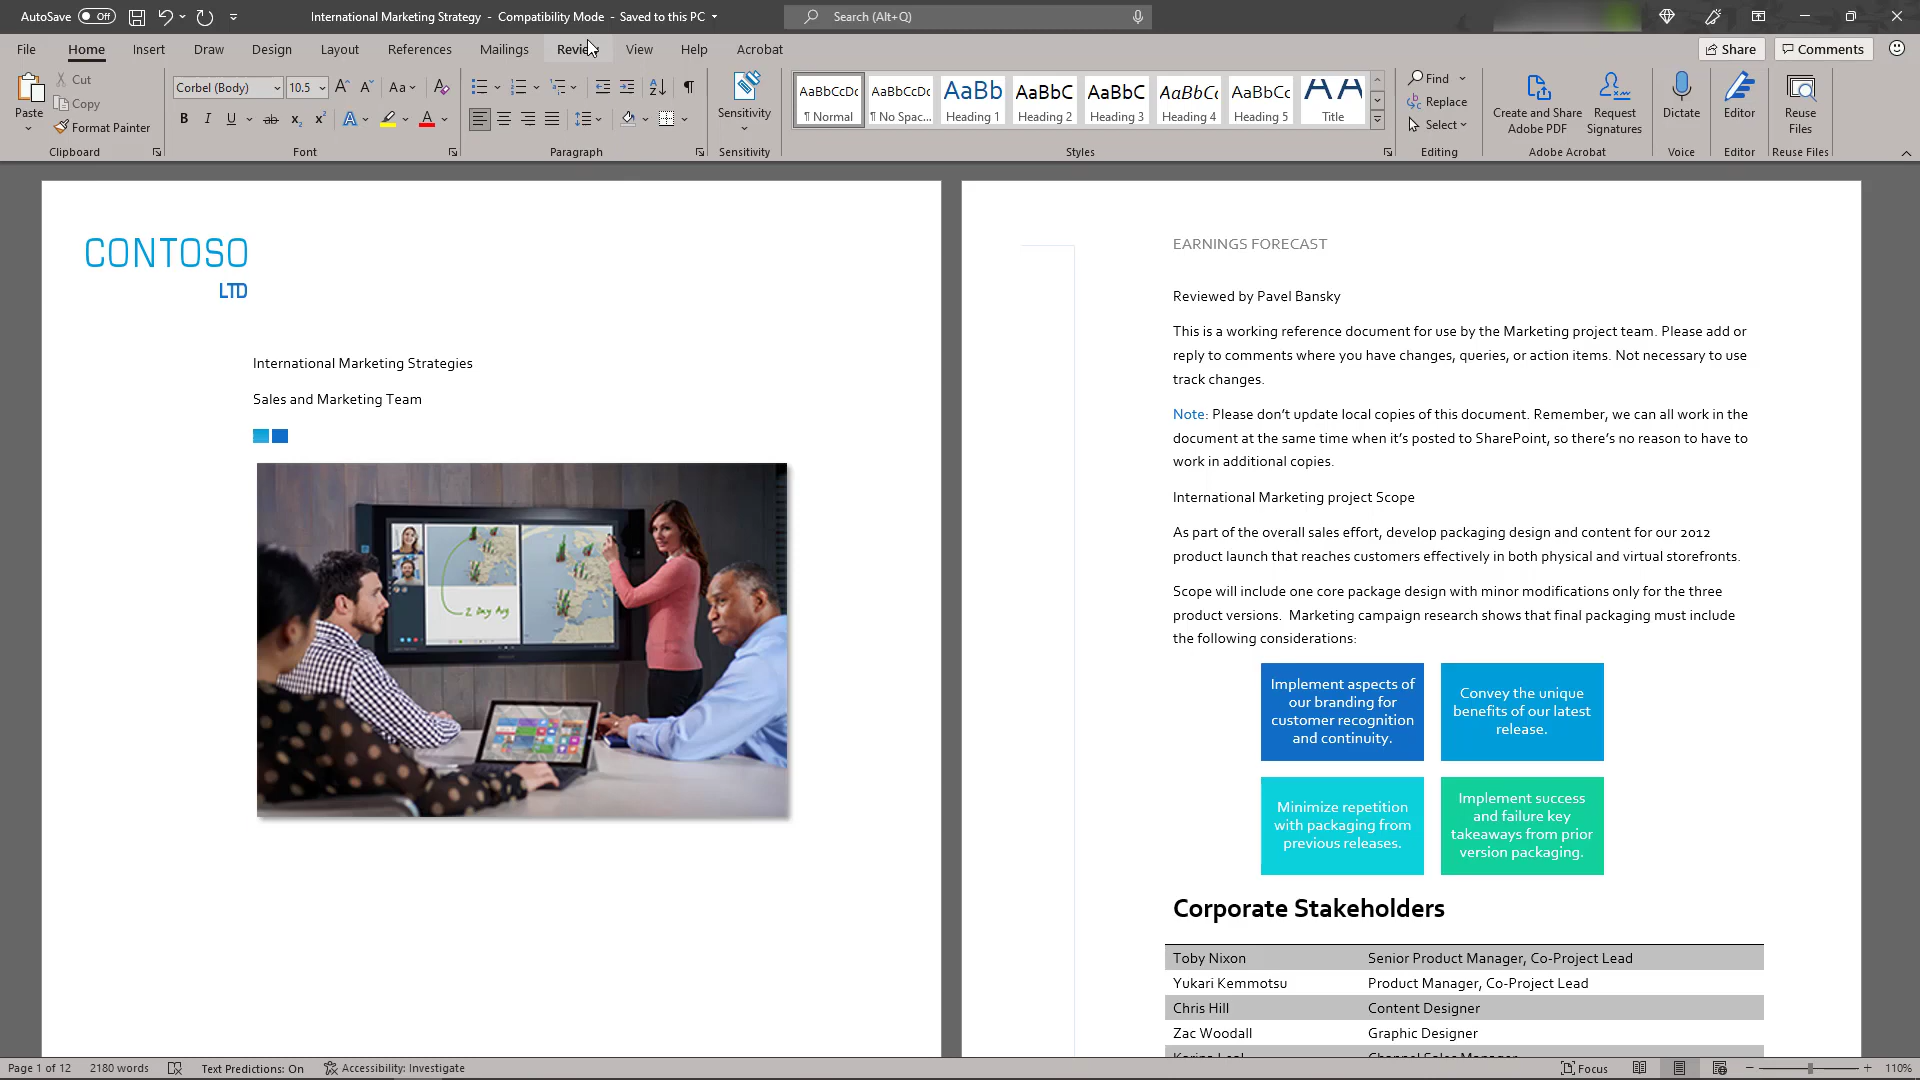 AutoSave Off
International Marketing Strategy - Compatibility Mode - Saved to this PC
Search (Alt+Q)
File Home Insert Draw Design Layout References Mailings Review View Help Acrobat
Share Comments
Paste
Cut
Copy
Format Painter
Clipboard
Corbel (Body) 10.5
Font
Paragraph
Sensitivity
Sensitivity
AaBbCcDc AaBbCcDc AaBb AaBbC AaBbC AaBbCc AaBbCc AA
¶ Normal ¶ No Spac... Heading 1 Heading 2 Heading 3 Heading 4 Heading 5 Title
Styles
Find
Replace
Select
Editing
Create and Share Adobe PDF
Request Signatures
Adobe Acrobat
Dictate
Voice
Editor
Editor
Reuse Files
Reuse Files
CONTOSO
LTD
International Marketing Strategies
Sales and Marketing Team
2 Day Avg
EARNINGS FORECAST
Reviewed by Pavel Bansky
This is a working reference document for use by the Marketing project team. Please add or
reply to comments where you have changes, queries, or action items. Not necessary to use
track changes.
Note: Please don’t update local copies of this document. Remember, we can all work in the
document at the same time when it’s posted to SharePoint, so there’s no reason to have to
work in additional copies.
International Marketing project Scope
As part of the overall sales effort, develop packaging design and content for our 2012
product launch that reaches customers effectively in both physical and virtual storefronts.
Scope will include one core package design with minor modifications only for the three
product versions.  Marketing campaign research shows that final packaging must include
the following considerations:
Implement aspects of
our branding for
customer recognition
and continuity.
Convey the unique
benefits of our latest
release.
Minimize repetition
with packaging from
previous releases.
Implement success
and failure key
takeaways from prior
version packaging.
Corporate Stakeholders
Toby Nixon Senior Product Manager, Co-Project Lead
Yukari Kemmotsu Product Manager, Co-Project Lead
Chris Hill Content Designer
Zac Woodall Graphic Designer
Karina Leal Channel Sales Manager
Page 1 of 12 2180 words Text Predictions: On Accessibility: Investigate Focus 110%